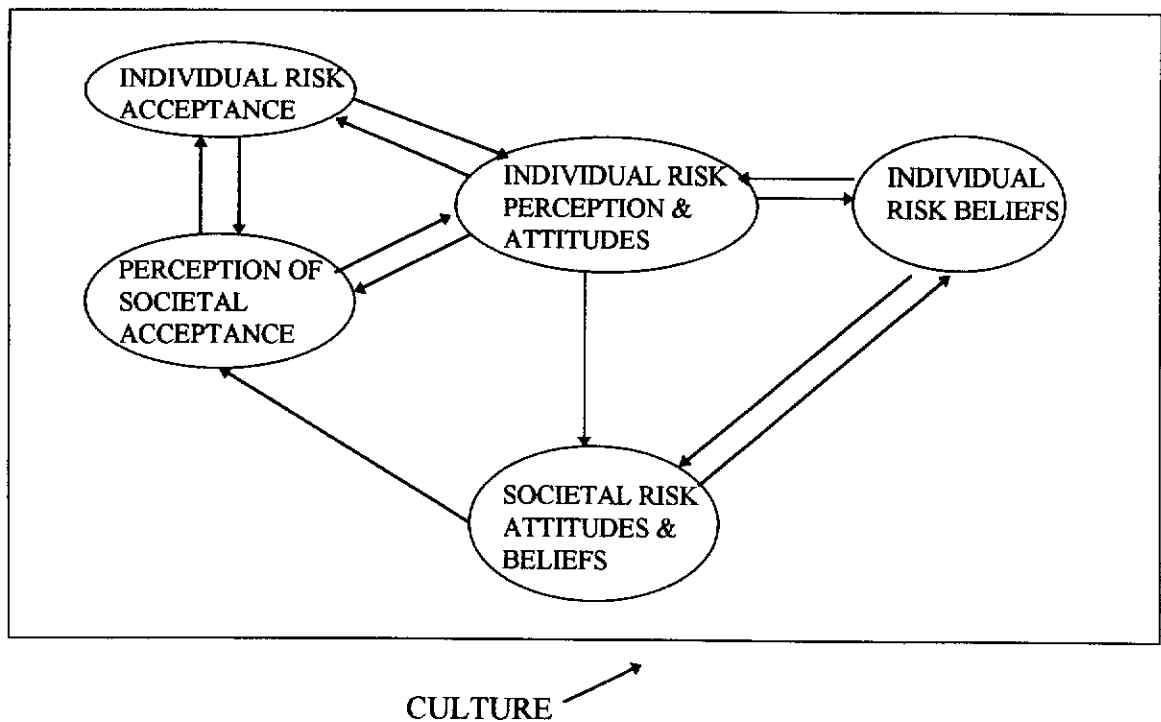 INDIVIDUAL RISK
ACCEPTANCE
INDIVIDUAL RISK
PERCEPTION &
ATTITUDES
INDIVIDUAL
RISK BELIEFS
PERCEPTION OF
SOCIETAL
ACCEPTANCE
SOCIETAL RISK
ATTITUDES &
BELIEFS
CULTURE